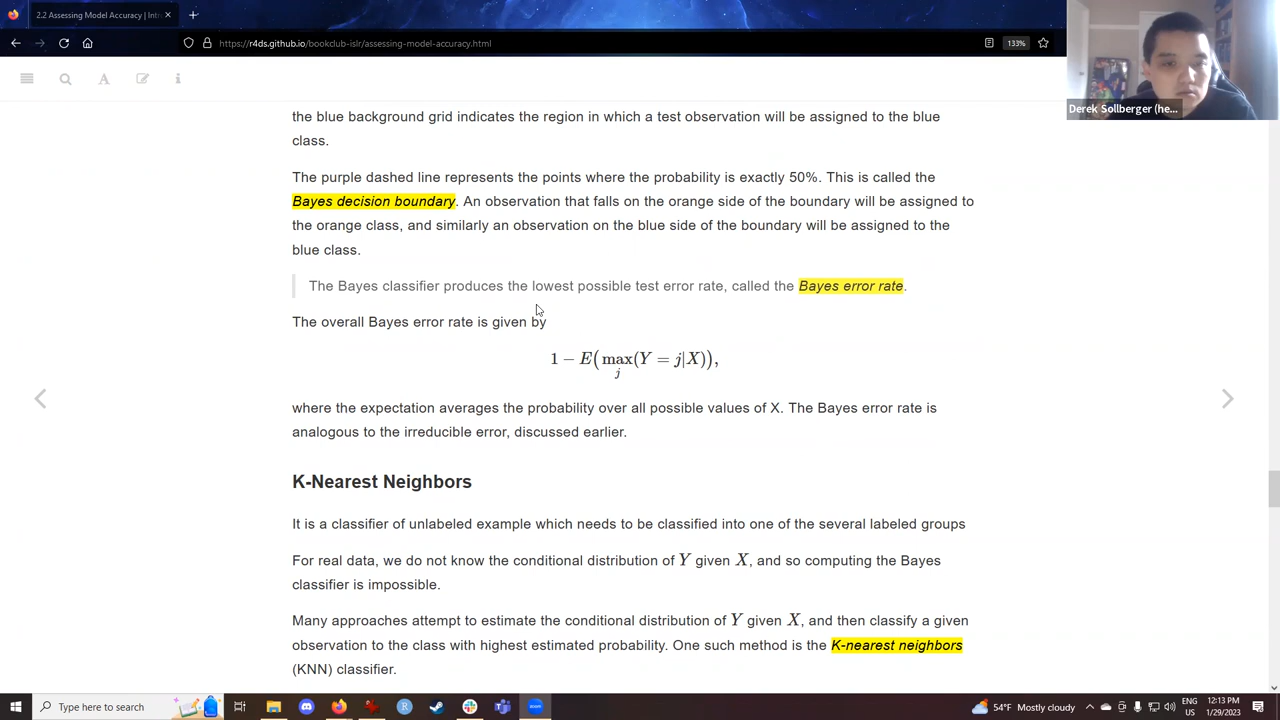 2.2 Assessing Model Accuracy | Int
https://r4ds.github.io/bookclub-islr/assessing-model-accuracy.html
133%
Derek Sollberger (he...
the blue background grid indicates the region in which a test observation will be assigned to the blue
class.
The purple dashed line represents the points where the probability is exactly 50%. This is called the
Bayes decision boundary. An observation that falls on the orange side of the boundary will be assigned to
the orange class, and similarly an observation on the blue side of the boundary will be assigned to the
blue class.
The Bayes classifier produces the lowest possible test error rate, called the Bayes error rate.
The overall Bayes error rate is given by
1 − E(max(Y = j|X)),
j
where the expectation averages the probability over all possible values of X. The Bayes error rate is
analogous to the irreducible error, discussed earlier.
K-Nearest Neighbors
It is a classifier of unlabeled example which needs to be classified into one of the several labeled groups
For real data, we do not know the conditional distribution of Y given X, and so computing the Bayes
classifier is impossible.
Many approaches attempt to estimate the conditional distribution of Y given X, and then classify a given
observation to the class with highest estimated probability. One such method is the K-nearest neighbors
(KNN) classifier.
Type here to search
54°F Mostly cloudy
ENG
US
12:13 PM
1/29/2023